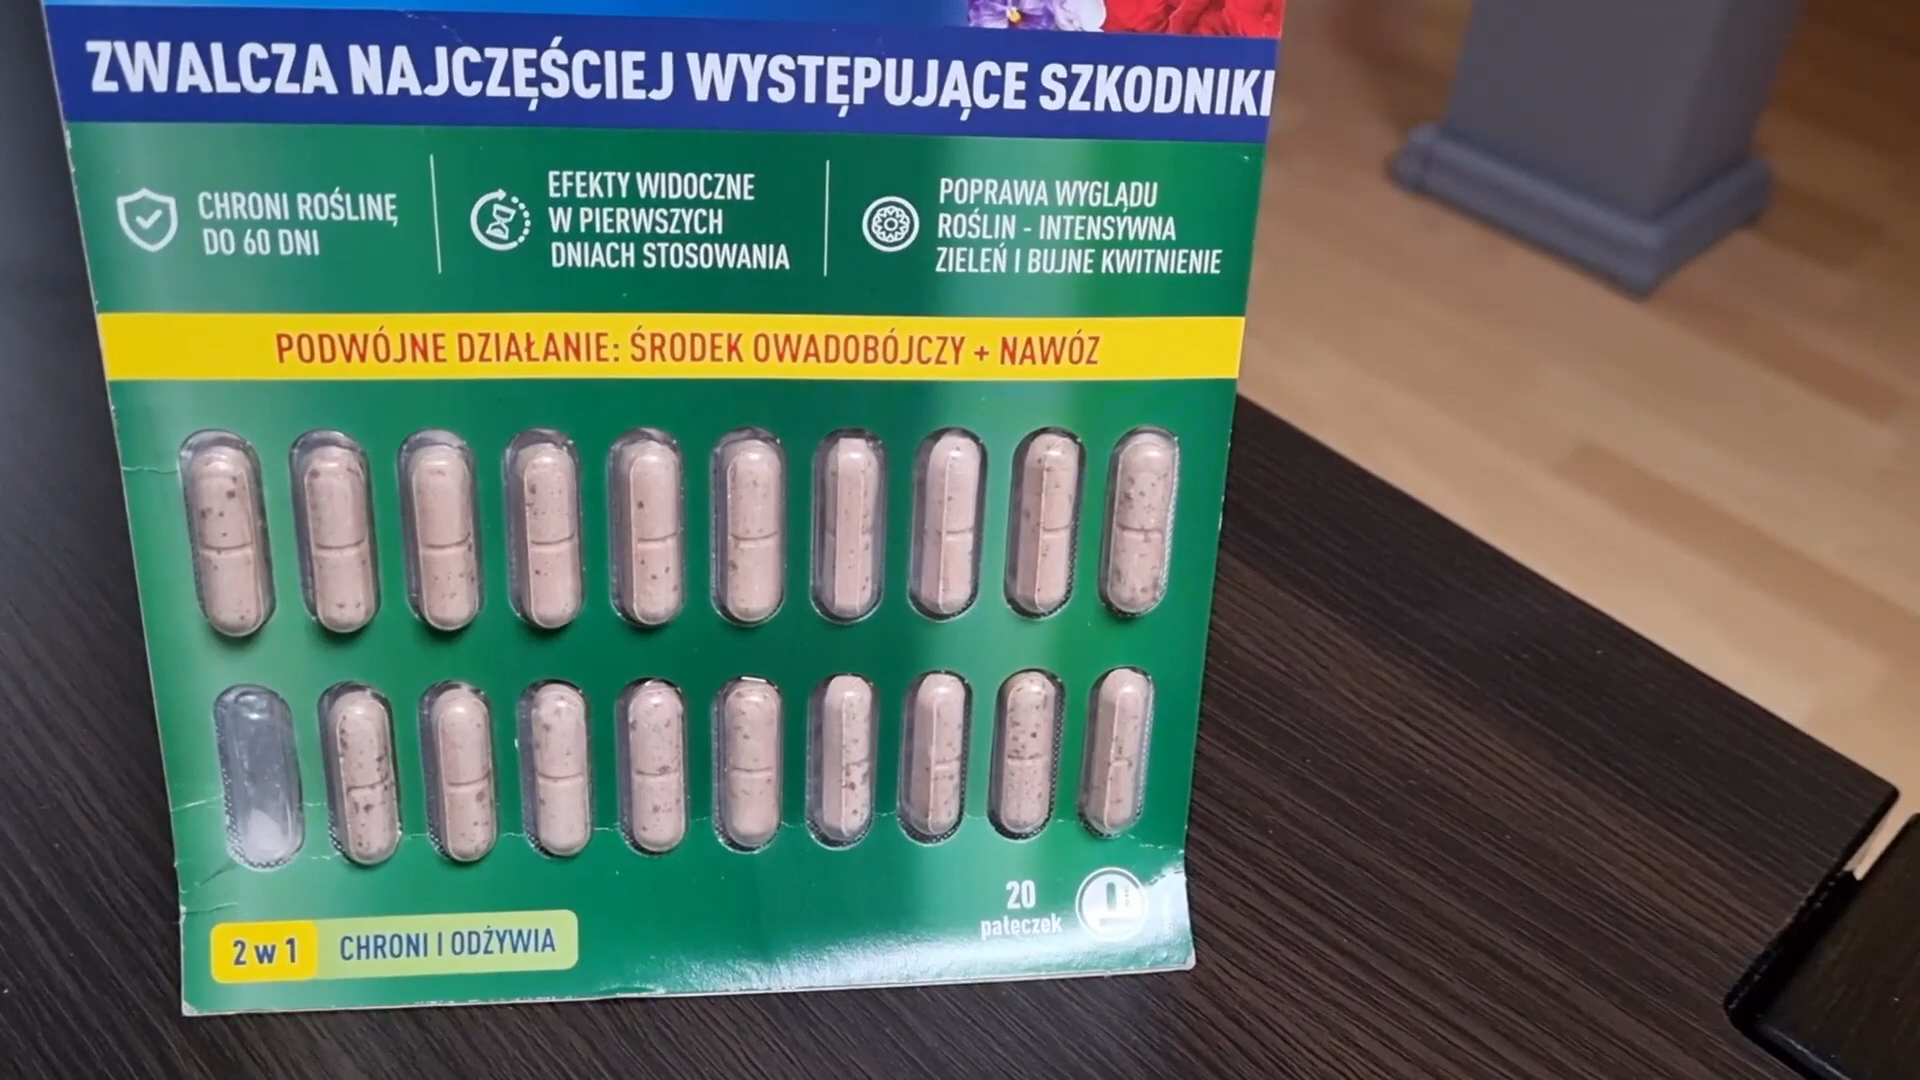 ZWALCZA NAJCZĘŚCIEJ WYSTĘPUJĄCE SZKODNIKI
CHRONI ROŚLINĘ
DO 60 DNI
EFEKTY WIDOCZNE
W PIERWSZYCH
DNIACH STOSOWANIA
POPRAWA WYGLĄDU
ROŚLIN - INTENSYWNA
ZIELEŃ I BUJNE KWITNIENIE
PODWÓJNE DZIAŁANIE: ŚRODEK OWADOBÓJCZY + NAWÓZ
20
pałeczek
2 w 1 CHRONI I ODŻYWIA